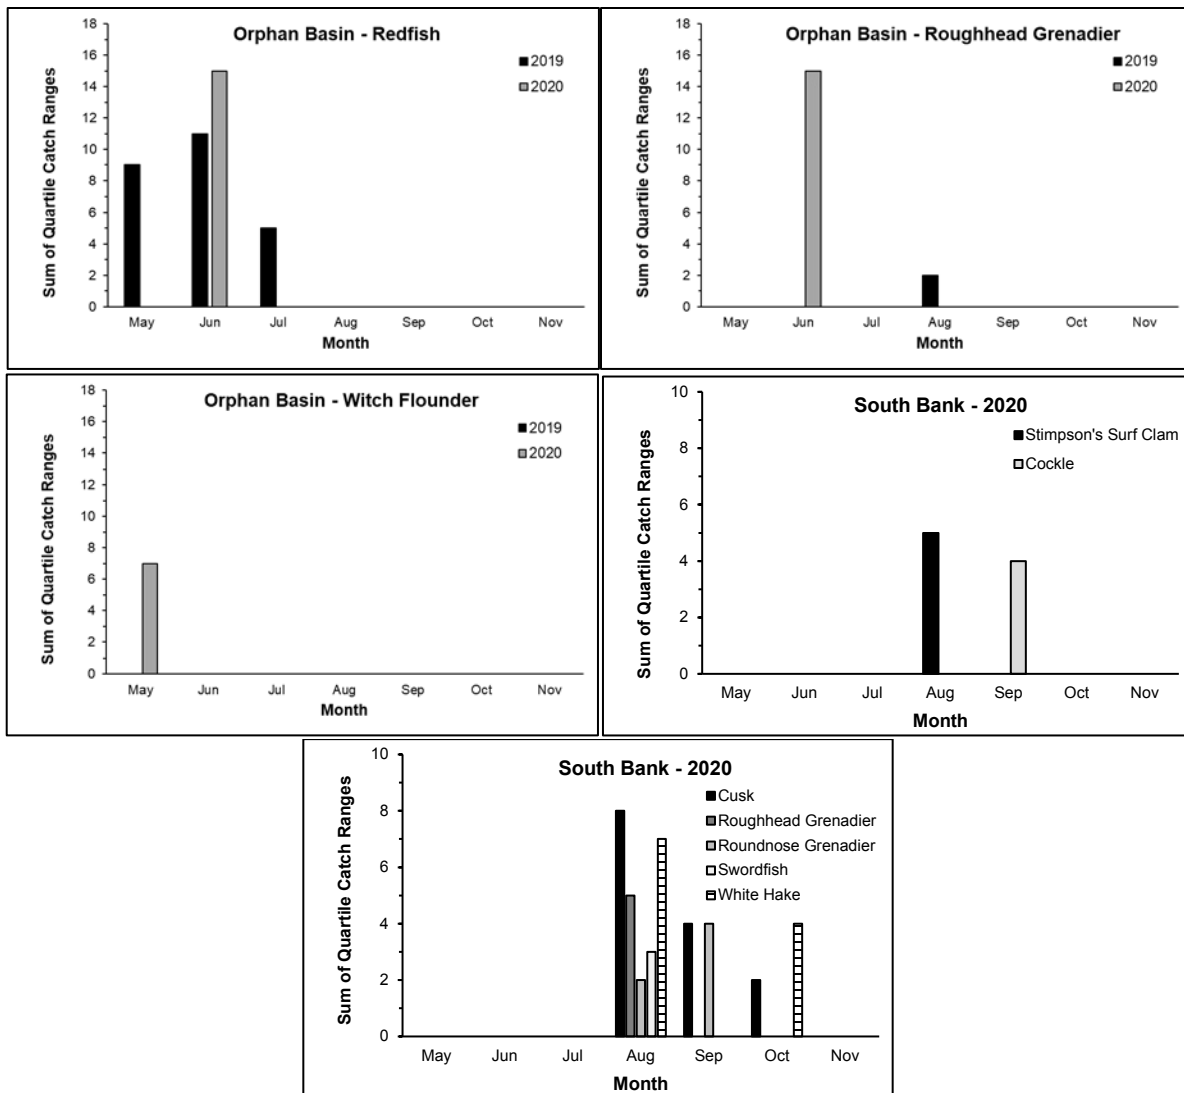 Orphan Basin - Redfish
2019
2020
Sum of Quartile Catch Ranges
18
16
14
12
10
8
6
4
2
0
May Jun Jul Aug Sep Oct Nov
Month
Orphan Basin - Roughhead Grenadier
2019
2020
Sum of Quartile Catch Ranges
18
16
14
12
10
8
6
4
2
0
May Jun Jul Aug Sep Oct Nov
Month
Orphan Basin - Witch Flounder
2019
2020
Sum of Quartile Catch Ranges
18
16
14
12
10
8
6
4
2
0
May Jun Jul Aug Sep Oct Nov
Month
South Bank - 2020
Stimpson's Surf Clam
Cockle
Sum of Quartile Catch Ranges
10
8
6
4
2
0
May Jun Jul Aug Sep Oct Nov
Month
South Bank - 2020
Cusk
Roughhead Grenadier
Roundnose Grenadier
Swordfish
White Hake
Sum of Quartile Catch Ranges
10
8
6
4
2
0
May Jun Jul Aug Sep Oct Nov
Month